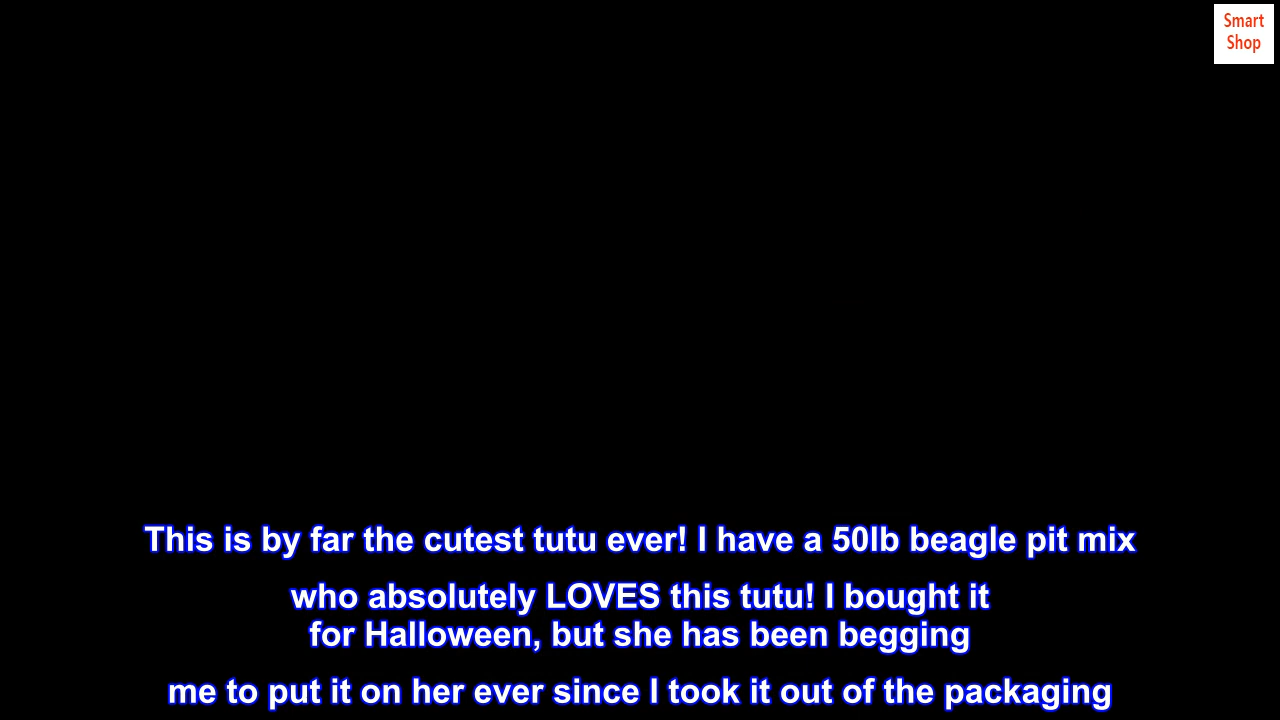 Smart
Shop
This is by far the cutest tutu ever! I have a 50lb beagle pit mix
who absolutely LOVES this tutu! I bought it
for Halloween, but she has been begging
me to put it on her ever since I took it out of the packaging